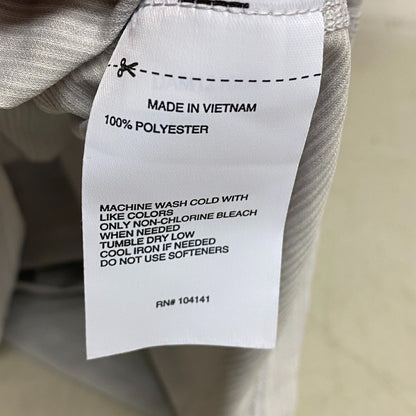 MADE IN VIETNAM
100% POLYESTER
MACHINE WASH COLD WITH
LIKE COLORS
ONLY NON-CHLORINE BLEACH
WHEN NEEDED
TUMBLE DRY LOW
COOL IRON IF NEEDED
DO NOT USE SOFTENERS
RN# 104141